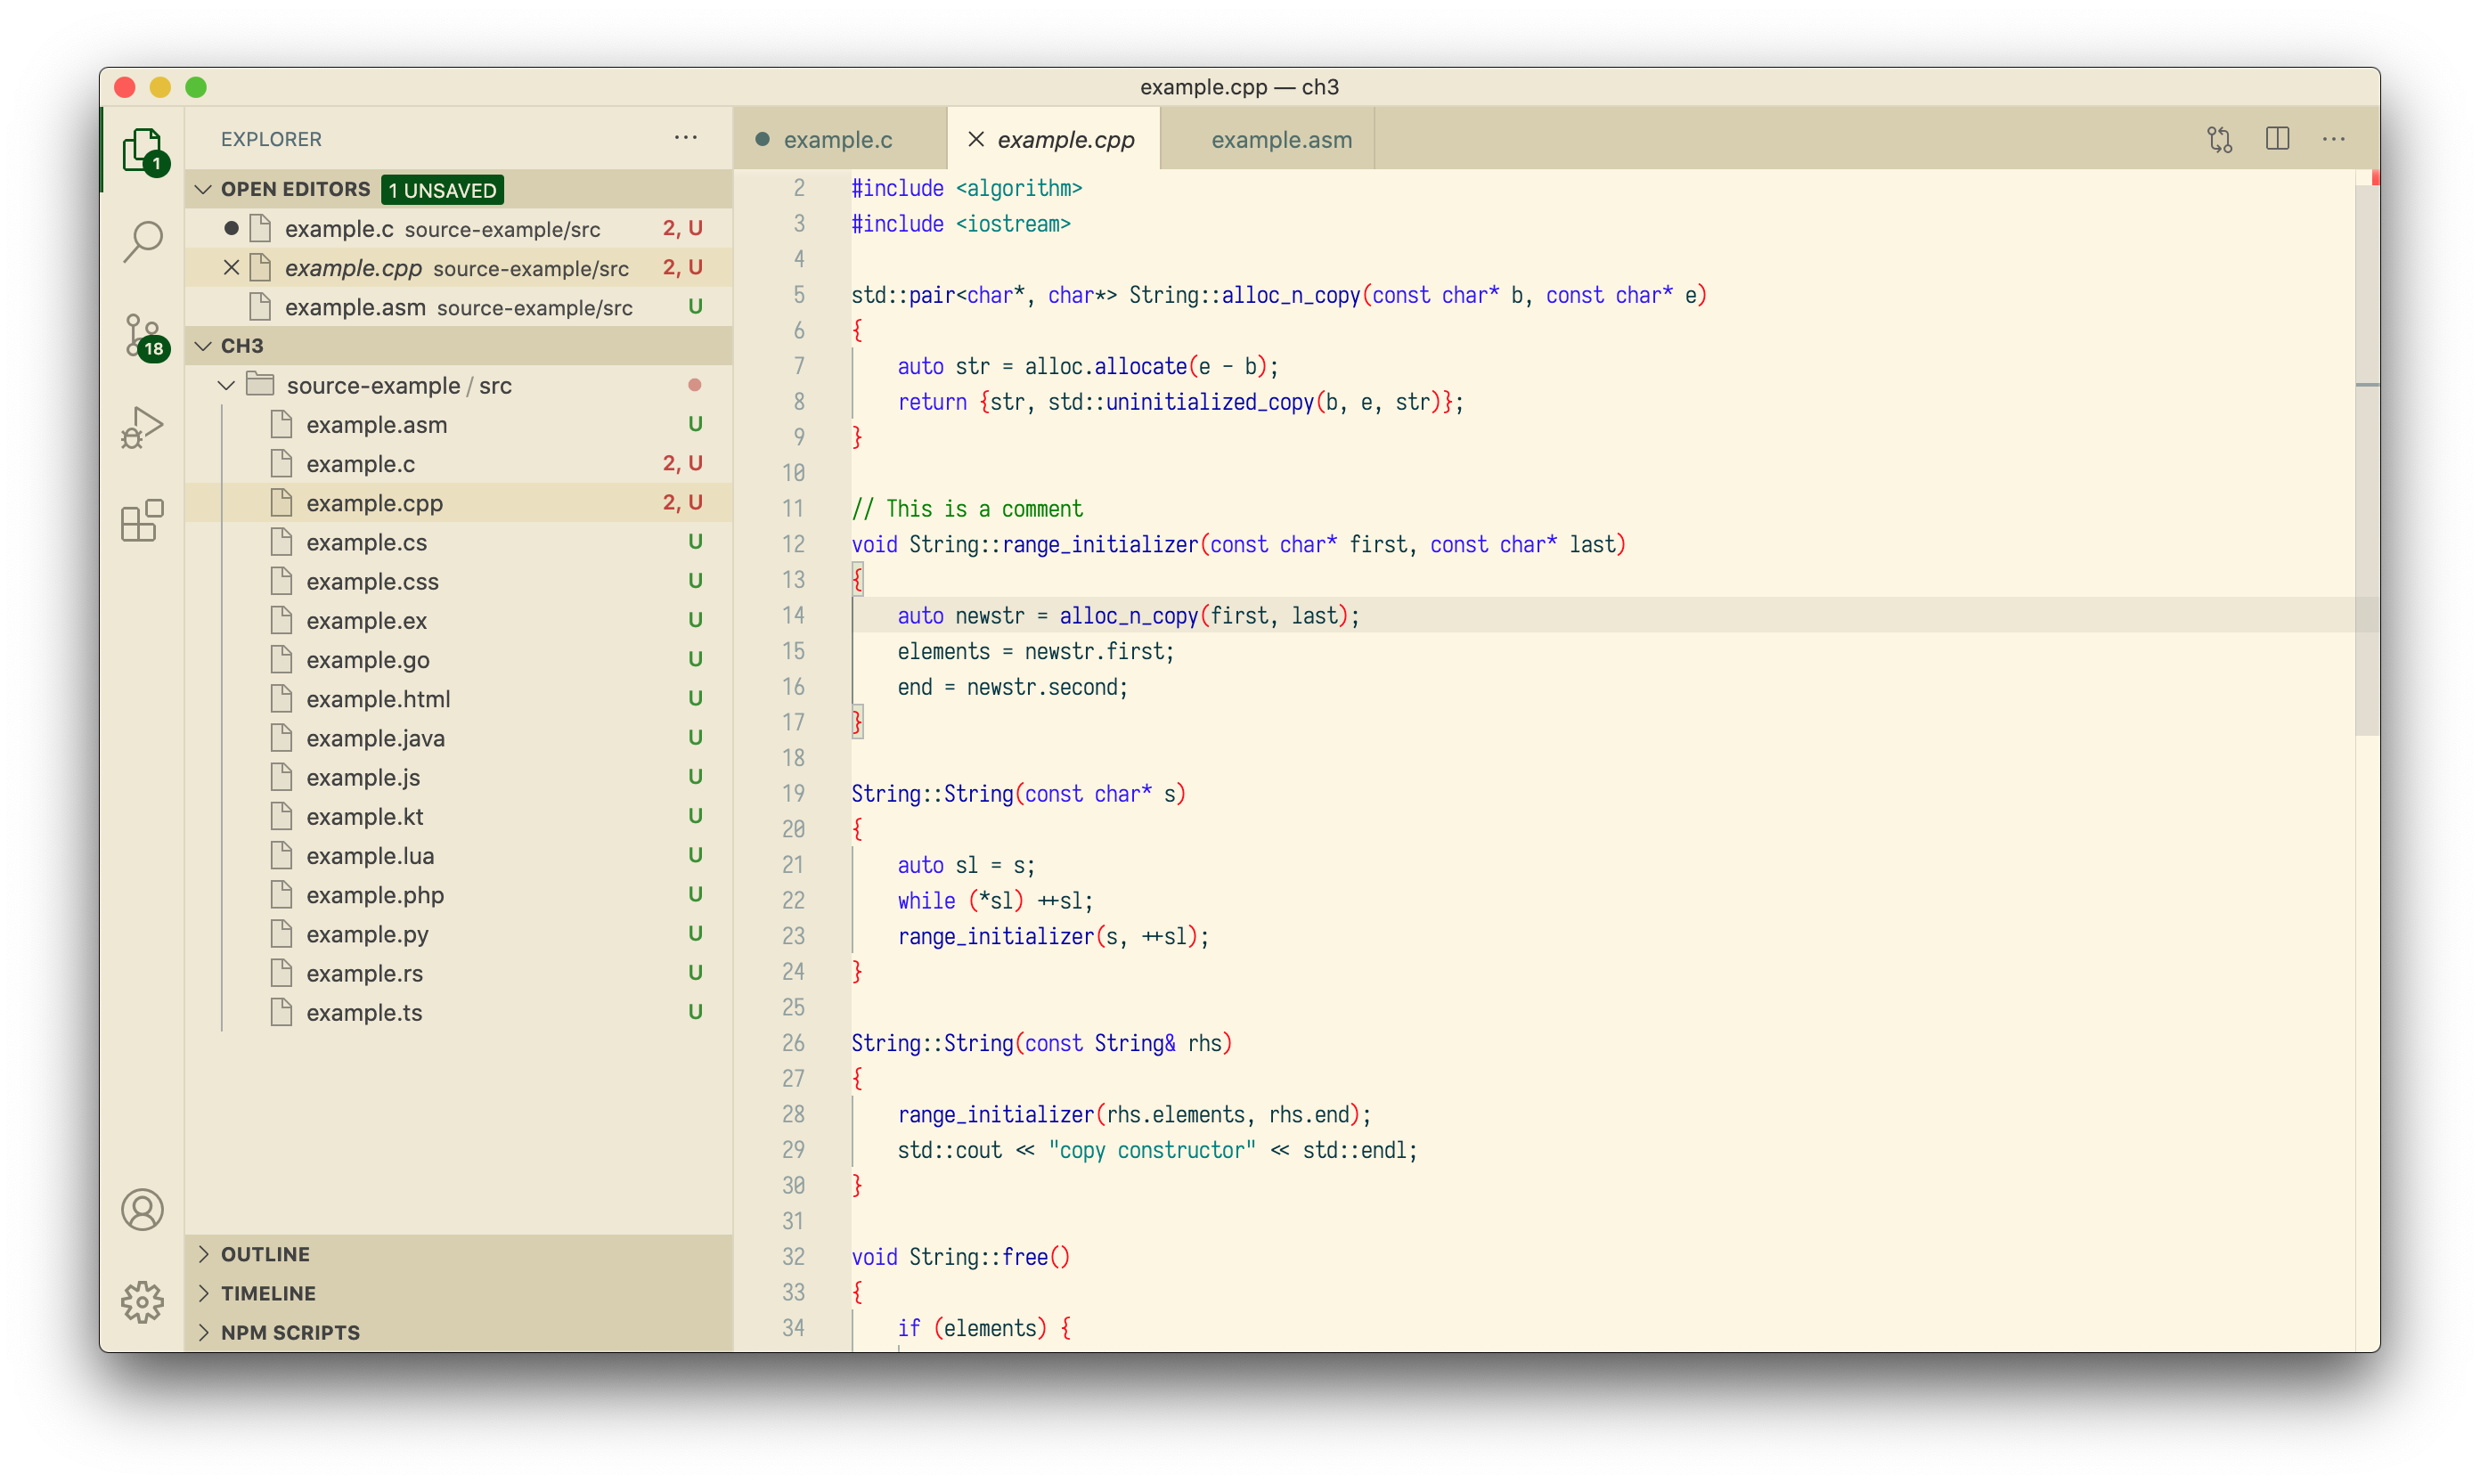 example.cpp — ch3
EXPLORER
OPEN EDITORS 1 UNSAVED
example.c source-example/src 2, U
example.cpp source-example/src 2, U
example.asm source-example/src U
CH3
source-example / src
example.asm U
example.c 2, U
example.cpp 2, U
example.cs U
example.css U
example.ex U
example.go U
example.html U
example.java U
example.js U
example.kt U
example.lua U
example.php U
example.py U
example.rs U
example.ts U
OUTLINE
TIMELINE
NPM SCRIPTS
1
18
example.c example.cpp example.asm
2 #include <algorithm>
3 #include <iostream>
4
5 std::pair<char*, char*> String::alloc_n_copy(const char* b, const char* e)
6 {
7     auto str = alloc.allocate(e - b);
8     return {str, std::uninitialized_copy(b, e, str)};
9 }
10
11 // This is a comment
12 void String::range_initializer(const char* first, const char* last)
13 {
14     auto newstr = alloc_n_copy(first, last);
15     elements = newstr.first;
16     end = newstr.second;
17 }
18
19 String::String(const char* s)
20 {
21     auto sl = s;
22     while (*sl) ++sl;
23     range_initializer(s, ++sl);
24 }
25
26 String::String(const String& rhs)
27 {
28     range_initializer(rhs.elements, rhs.end);
29     std::cout << "copy constructor" << std::endl;
30 }
31
32 void String::free()
33 {
34     if (elements) {